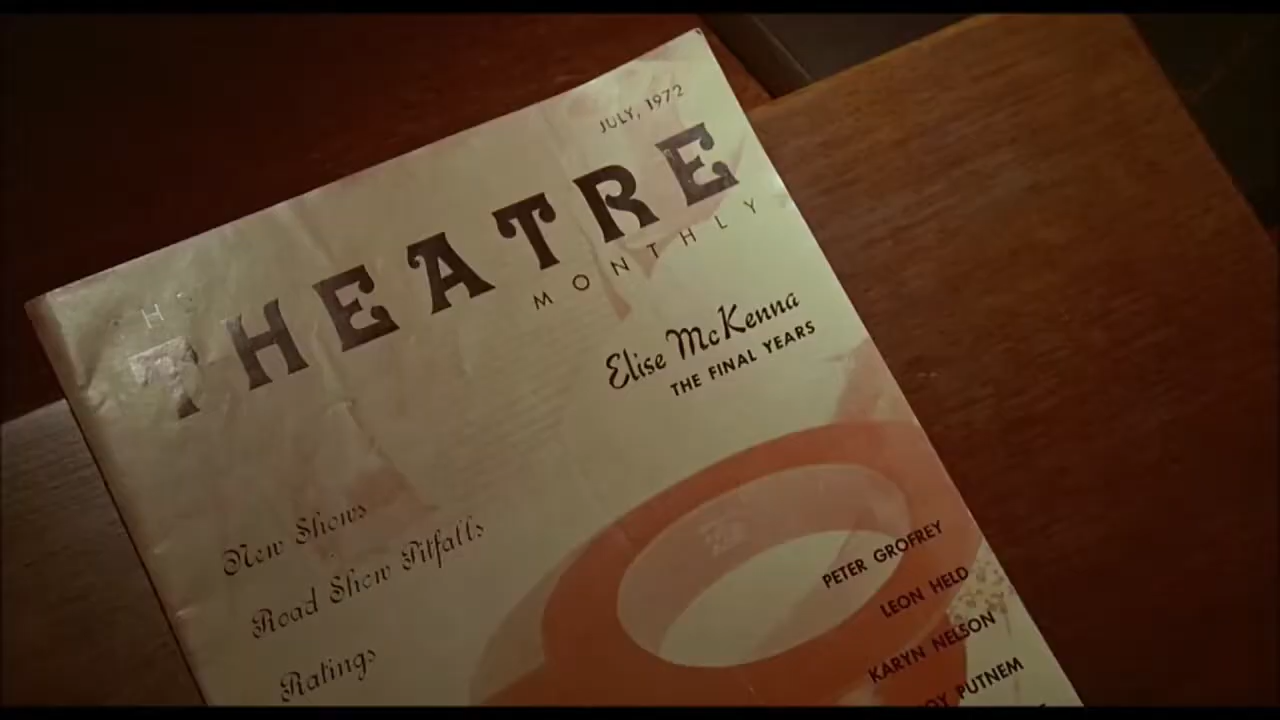 JULY, 1972
THEATRE
MONTHLY
Elise McKenna
THE FINAL YEARS
New Shows
Road Show Pitfalls
Ratings
PETER GROFREY
LEON HELD
KARYN NELSON
PUTNEM